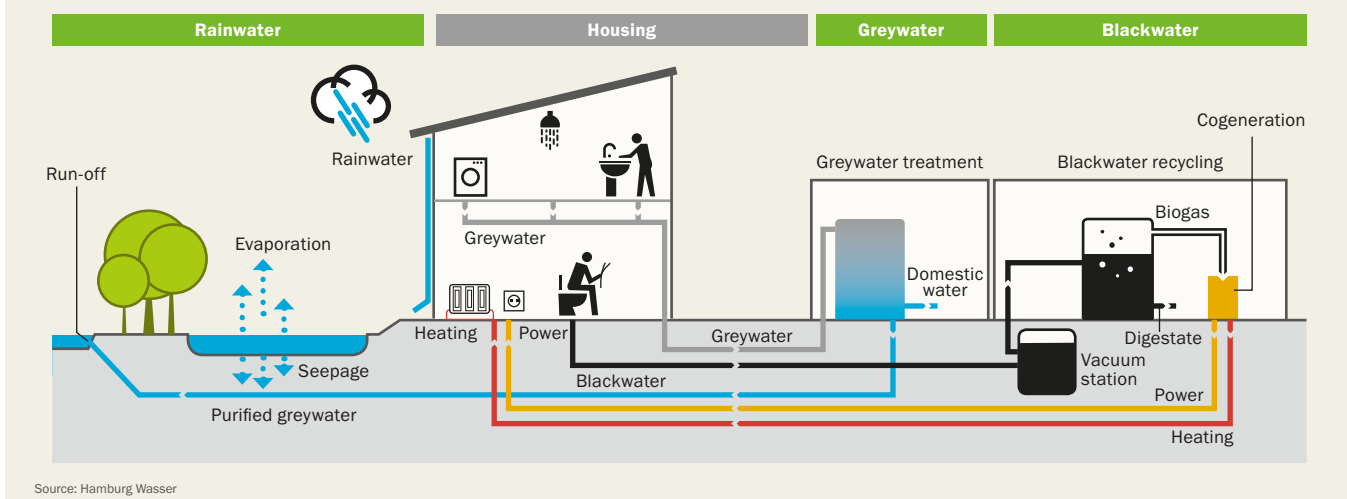 Rainwater
Housing
Greywater
Blackwater
Cogeneration
Rainwater
Greywater treatment
Blackwater recycling
Run-off
Biogas
Evaporation
Greywater
Domestic
water
Heating
Power
Greywater
Digestate
Seepage
Vacuum
station
Blackwater
Power
Purified greywater
Heating
Source: Hamburg Wasser